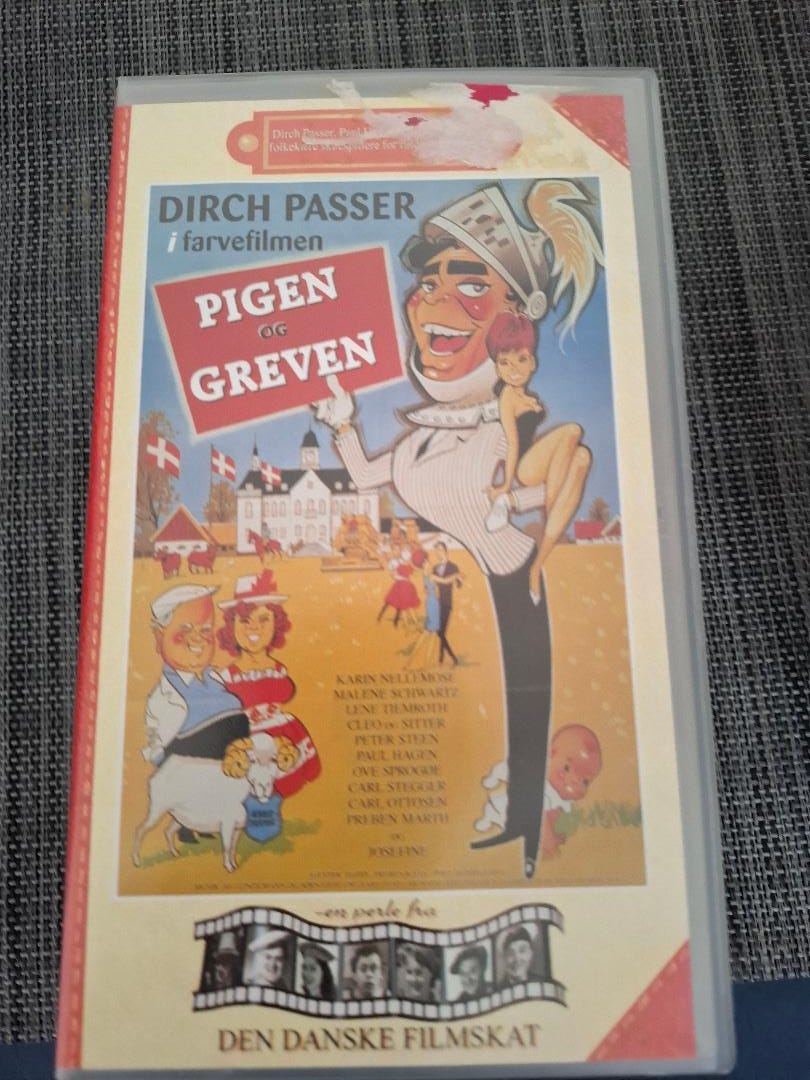 Dirch Passer, Paul
folkekære skuespillere for
DIRCH PASSER
i farvefilmen
PIGEN
OG
GREVEN
KARIN NELLEMOSE
MALENE SCHWARTZ
LENE TIEMROTH
CLEO DE SITTER
PETER STEEN
PAUL HAGEN
OVE SPROGØE
CARL STEGGER
CARL OTTOSEN
PREBEN MARTH
OG
JOSEFINE
-en perle fra
DEN DANSKE FILMSKAT